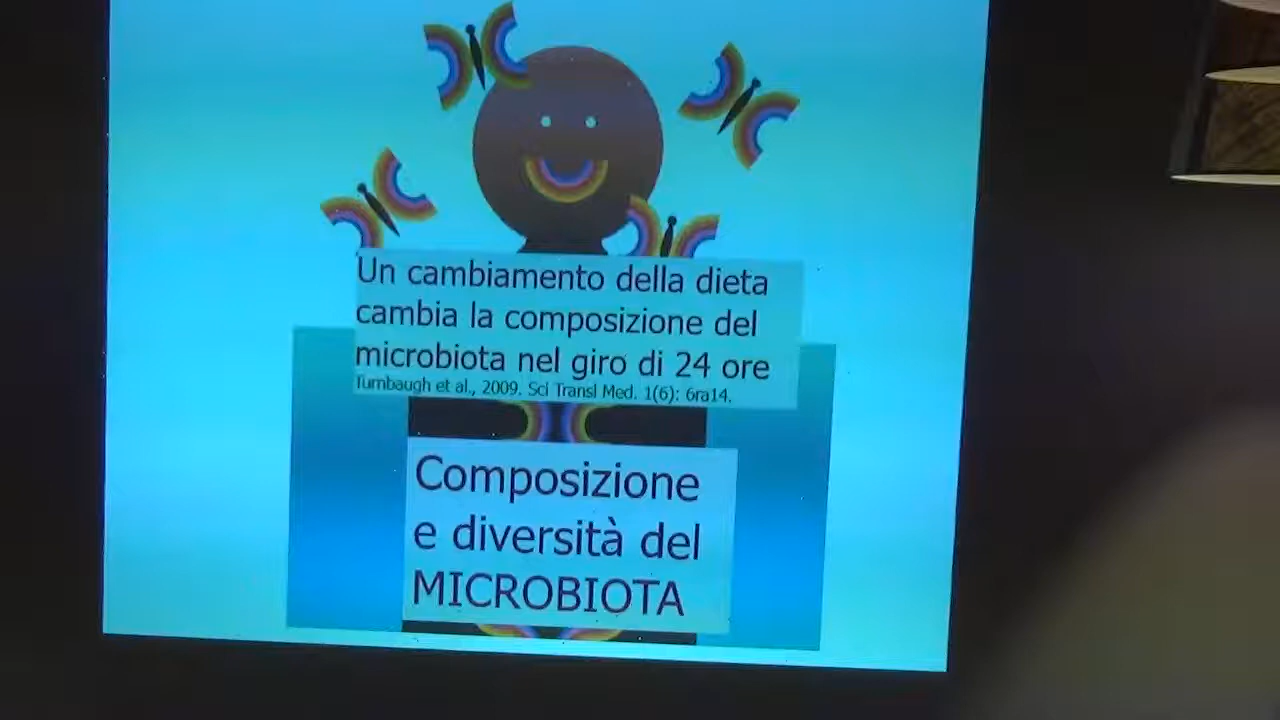 Un cambiamento della dieta
cambia la composizione del
microbiota nel giro di 24 ore
Turnbaugh et al., 2009. Sci Transl Med. 1(6): 6ra14.
Composizione
e diversità del
MICROBIOTA